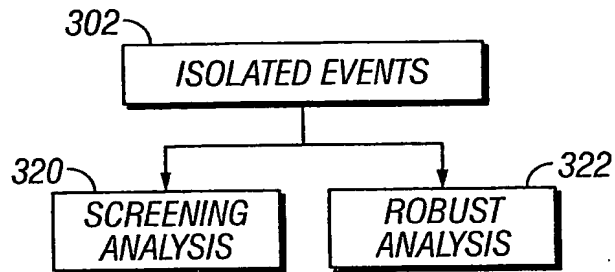 302
ISOLATED EVENTS
320
SCREENING
ANALYSIS
322
ROBUST
ANALYSIS